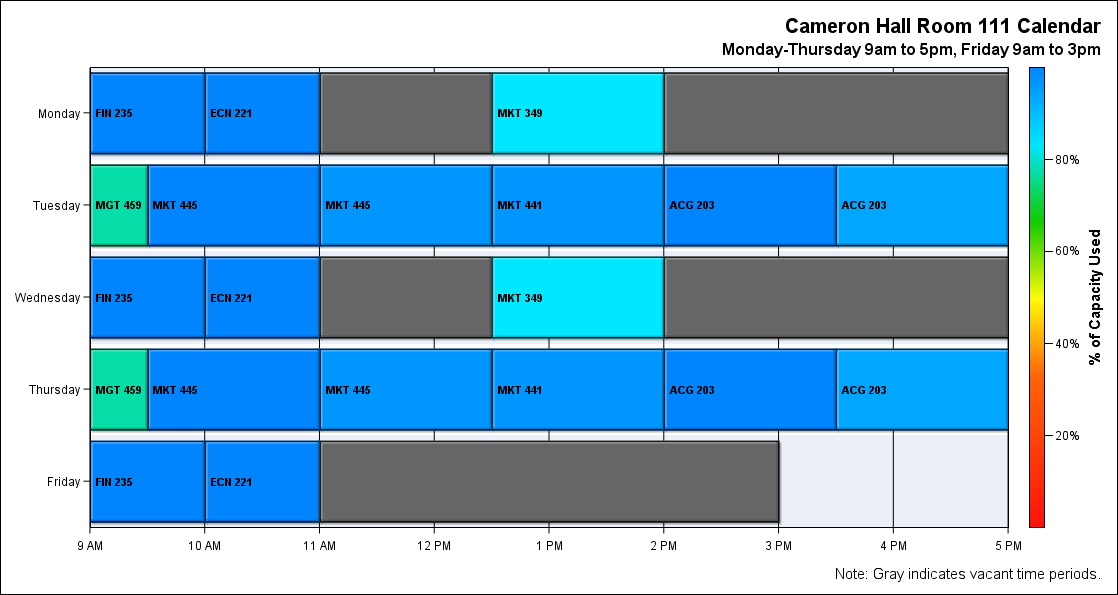 Cameron Hall Room 111 Calendar
Monday-Thursday 9am to 5pm, Friday 9am to 3pm
Monday
FIN 235
ECN 221
MKT 349
Tuesday
MGT 459
MKT 445
MKT 445
MKT 441
ACG 203
ACG 203
Wednesday
FIN 235
ECN 221
MKT 349
Thursday
MGT 459
MKT 445
MKT 445
MKT 441
ACG 203
ACG 203
Friday
FIN 235
ECN 221
9 AM
10 AM
11 AM
12 PM
1 PM
2 PM
3 PM
4 PM
5 PM
80%
60%
40%
20%
% of Capacity Used
Note: Gray indicates vacant time periods.